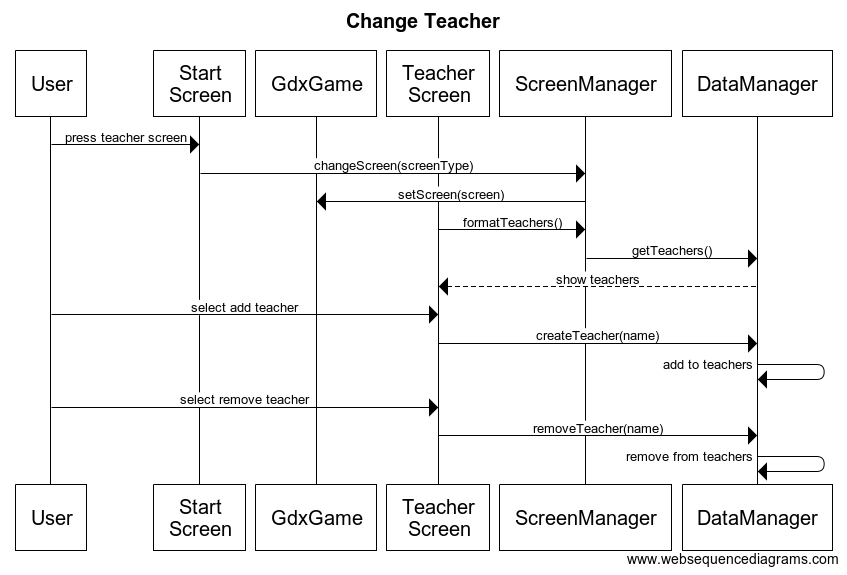 Change Teacher
User
Start
Screen
GdxGame
Teacher
Screen
ScreenManager
DataManager
press teacher screen
changeScreen(screenType)
setScreen(screen)
formatTeachers()
getTeachers()
show teachers
select add teacher
createTeacher(name)
add to teachers
select remove teacher
removeTeacher(name)
remove from teachers
User
Start
Screen
GdxGame
Teacher
Screen
ScreenManager
DataManager
www.websequencediagrams.com